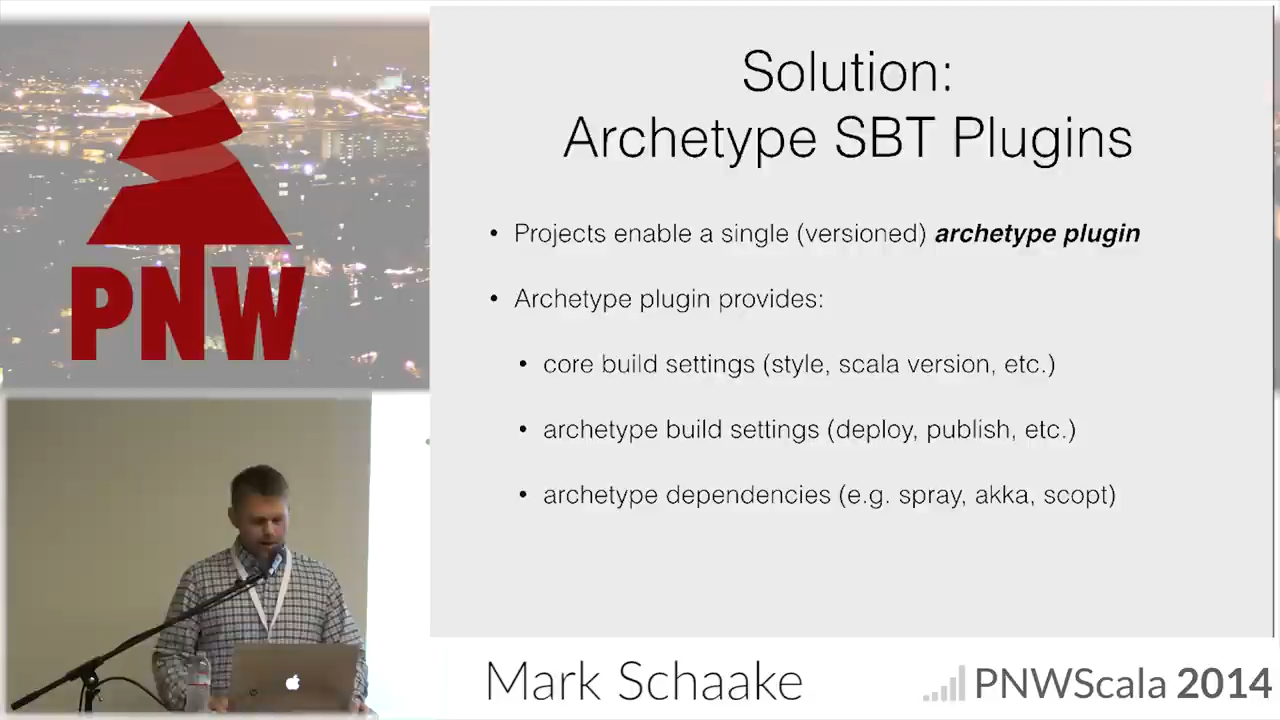 PNW
Solution:
Archetype SBT Plugins
• Projects enable a single (versioned) archetype plugin
• Archetype plugin provides:
• core build settings (style, scala version, etc.)
• archetype build settings (deploy, publish, etc.)
• archetype dependencies (e.g. spray, akka, scopt)
Mark Schaake
PNWScala 2014